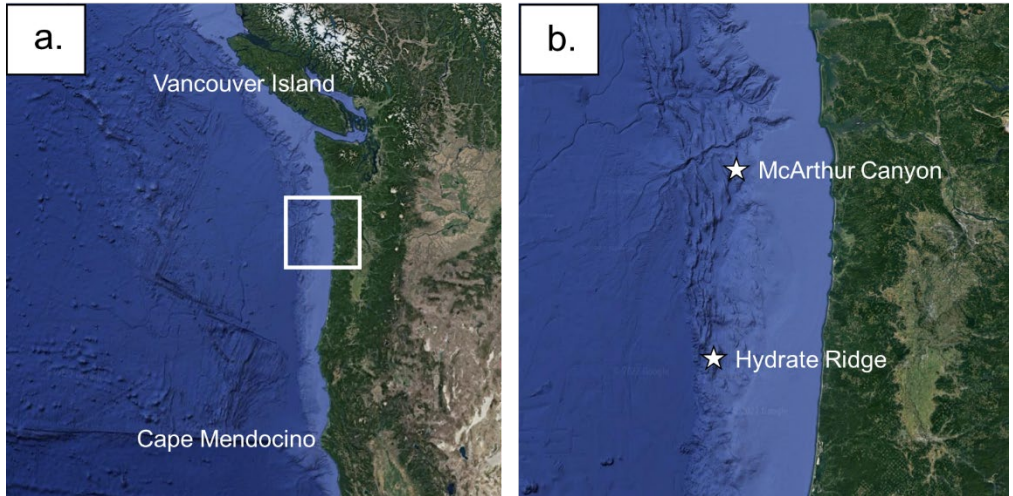 a.
Vancouver Island
Cape Mendocino
b.
McArthur Canyon
Hydrate Ridge